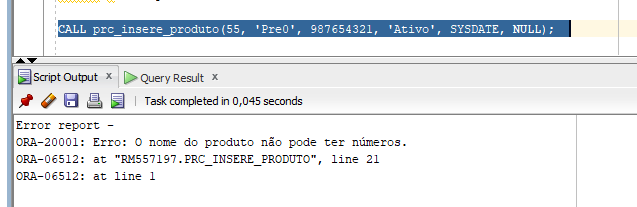 CALL prc_insere_produto(55, 'Pre0', 987654321, 'Ativo', SYSDATE, NULL);
Script Output x Query Result x
Task completed in 0,045 seconds
Error report -
ORA-20001: Erro: O nome do produto não pode ter números.
ORA-06512: at "RM557197.PRC_INSERE_PRODUTO", line 21
ORA-06512: at line 1